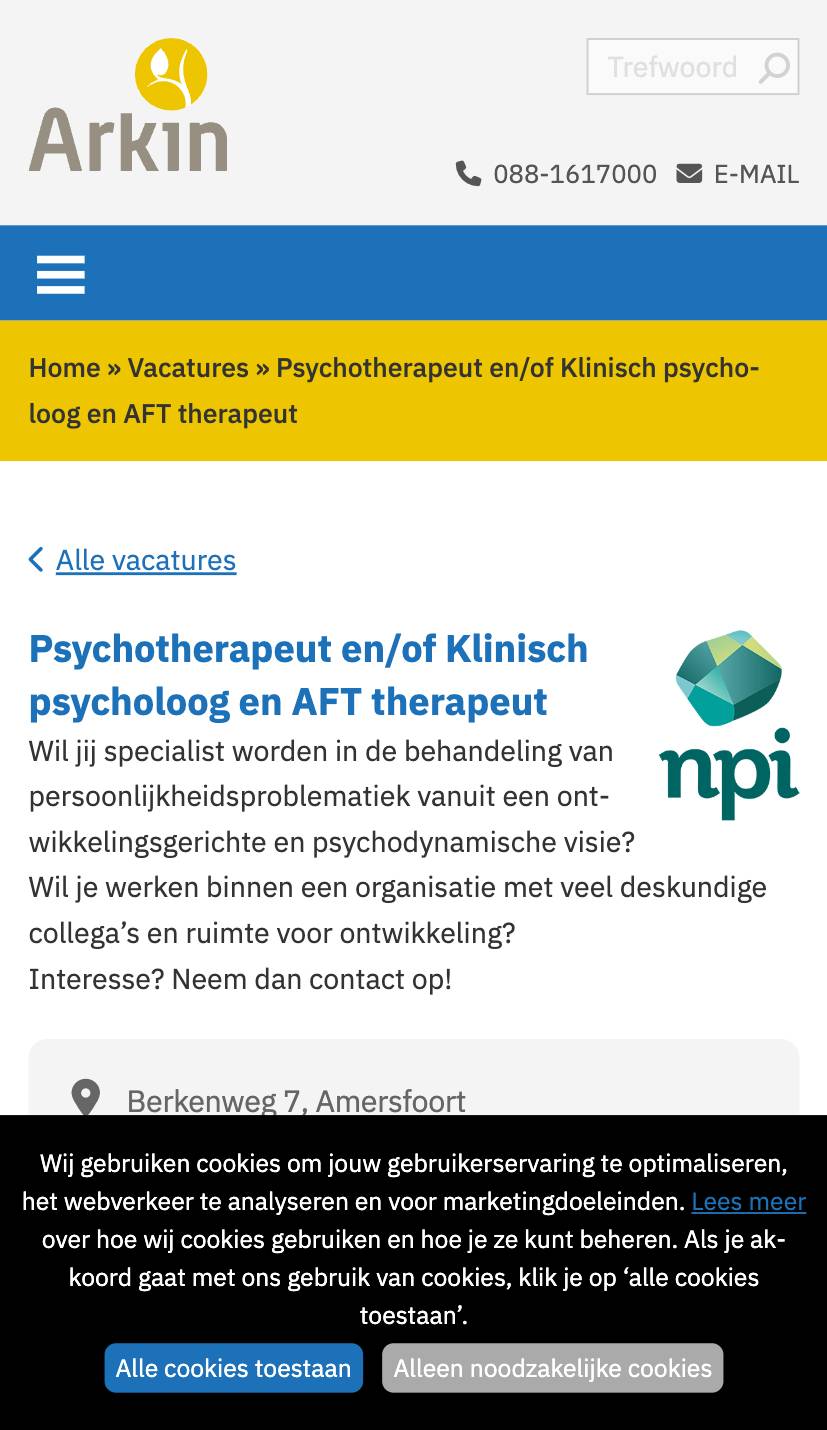 Arkin
Trefwoord
088-1617000 E-MAIL
Home » Vacatures » Psychotherapeut en/of Klinisch psycho-
loog en AFT therapeut
Alle vacatures
Psychotherapeut en/of Klinisch
psycholoog en AFT therapeut
npi
Wil jij specialist worden in de behandeling van
persoonlijkheidsproblematiek vanuit een ont-
wikkelingsgerichte en psychodynamische visie?
Wil je werken binnen een organisatie met veel deskundige
collega's en ruimte voor ontwikkeling?
Interesse? Neem dan contact op!
Berkenweg 7, Amersfoort
Wij gebruiken cookies om jouw gebruikerservaring te optimaliseren,
het webverkeer te analyseren en voor marketingdoeleinden. Lees meer
over hoe wij cookies gebruiken en hoe je ze kunt beheren. Als je ak-
koord gaat met ons gebruik van cookies, klik je op ‘alle cookies
toestaan’.
Alle cookies toestaan Alleen noodzakelijke cookies